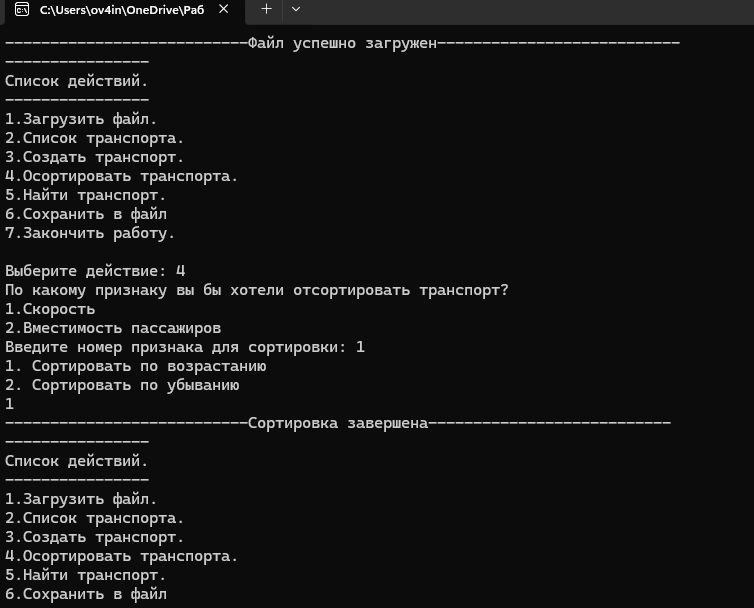 C:\Users\ov4in\OneDrive\Раб
---------------------------Файл успешно загружен---------------------------
----------------
Список действий.
----------------
1.Загрузить файл.
2.Список транспорта.
3.Создать транспорт.
4.Осортировать транспорта.
5.Найти транспорт.
6.Сохранить в файл
7.Закончить работу.
Выберите действие: 4
По какому признаку вы бы хотели отсортировать транспорт?
1.Скорость
2.Вместимость пассажиров
Введите номер признака для сортировки: 1
1. Сортировать по возрастанию
2. Сортировать по убыванию
1
---------------------------Сортировка завершена---------------------------
----------------
Список действий.
----------------
1.Загрузить файл.
2.Список транспорта.
3.Создать транспорт.
4.Осортировать транспорта.
5.Найти транспорт.
6.Сохранить в файл